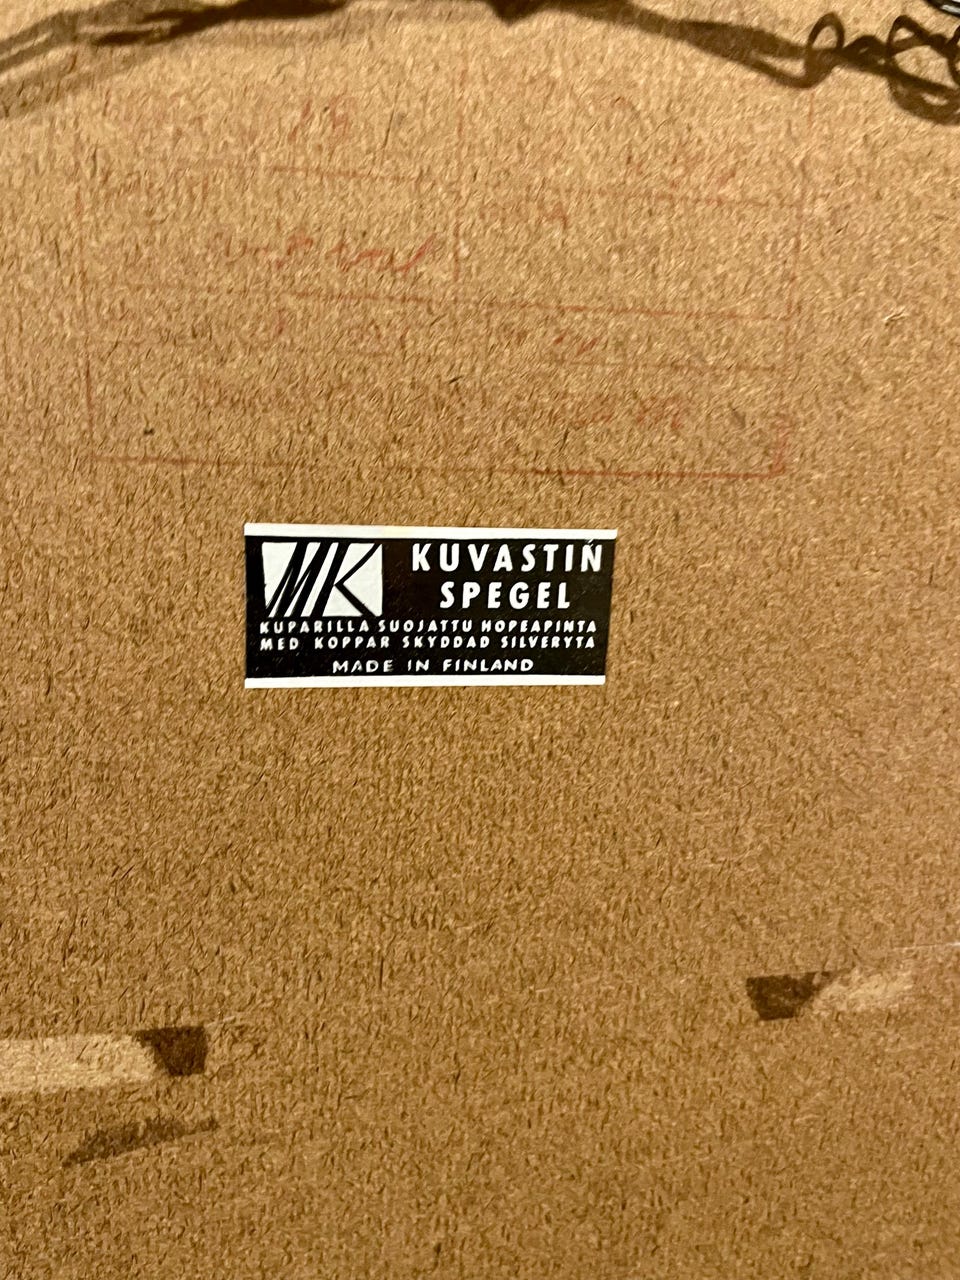 MK
KUVASTIN
SPEGEL
KUPARILLA SUOJATTU HOPEAPINTA
MED KOPPAR SKYDDAD SILVERYTA
MADE IN FINLAND